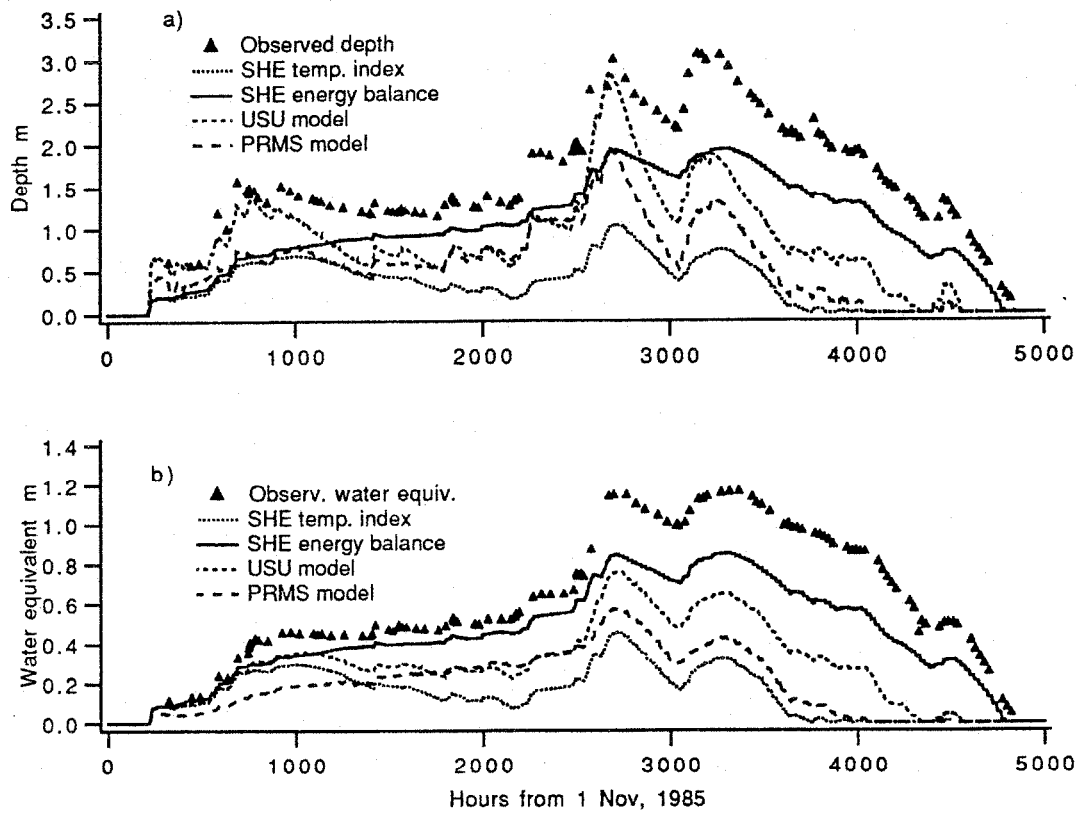 a)
Observed depth
SHE temp. index
SHE energy balance
USU model
PRMS model
Depth m
3.5
3.0
2.5
2.0
1.5
1.0
0.5
0.0
0 1000 2000 3000 4000 5000
b)
Observ. water equiv.
SHE temp. index
SHE energy balance
USU model
PRMS model
Water equivalent m
1.4
1.2
1.0
0.8
0.6
0.4
0.2
0.0
0 1000 2000 3000 4000 5000
Hours from 1 Nov, 1985